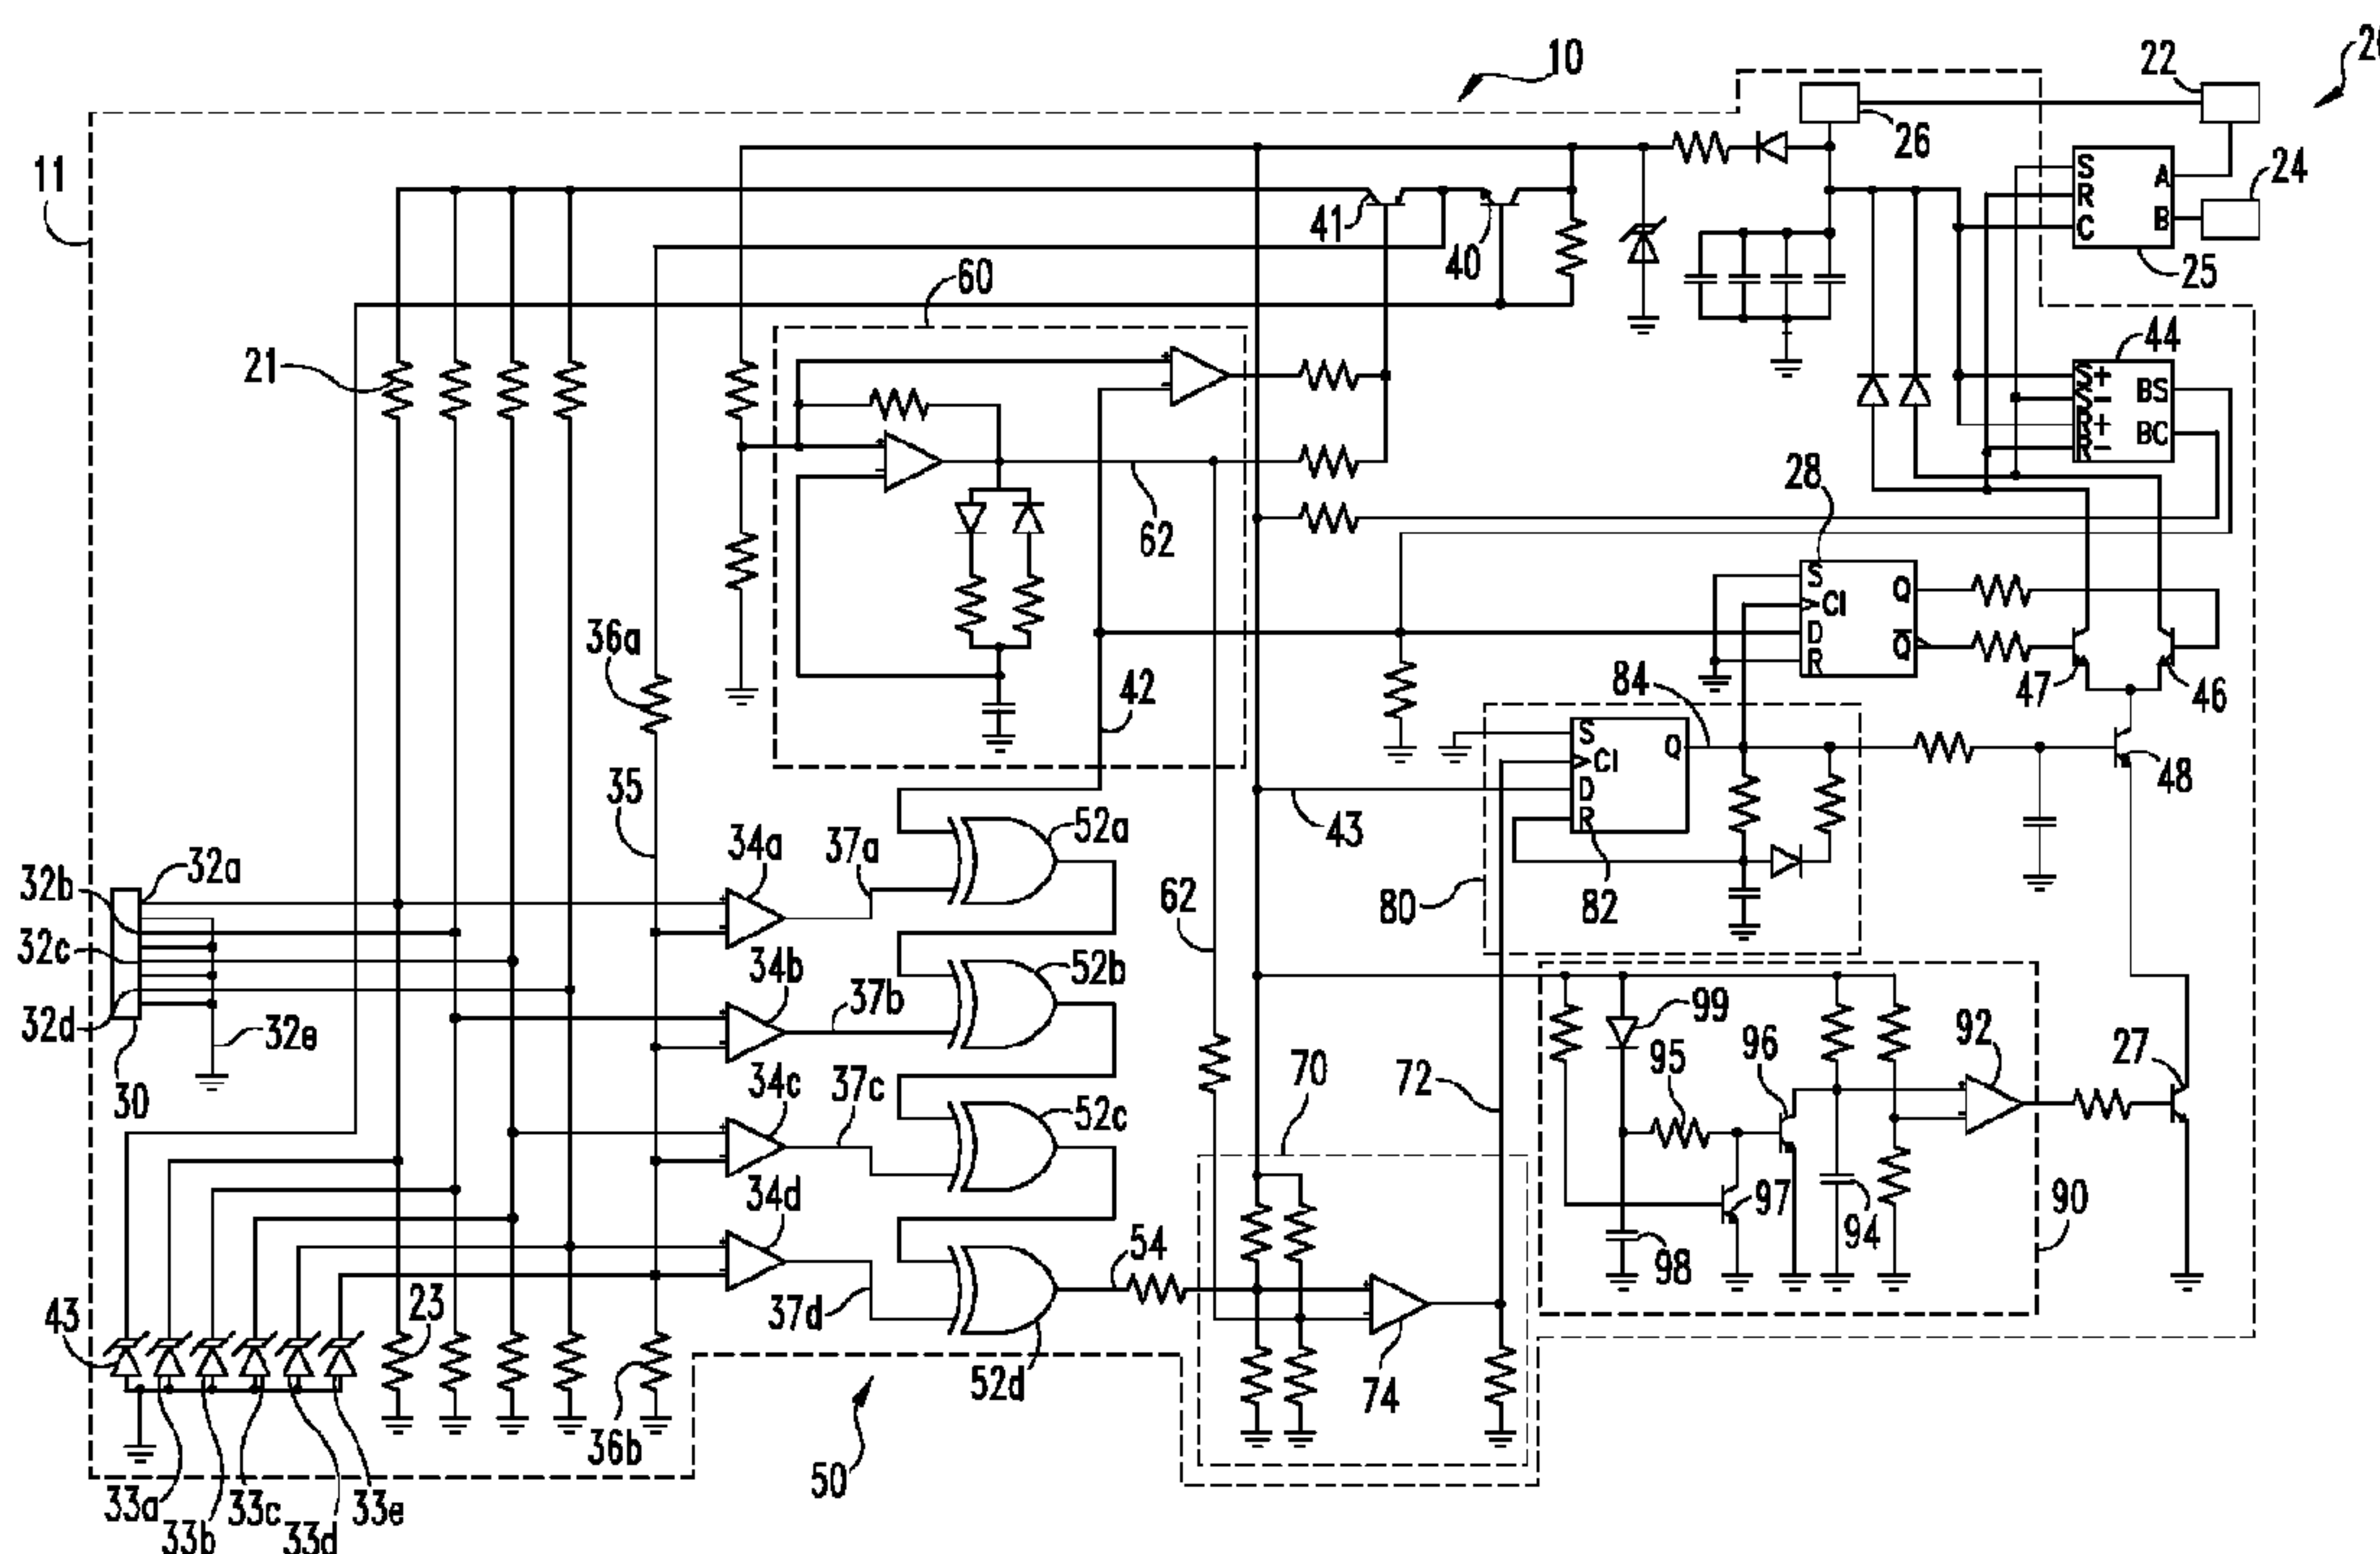 10
20
22
26
11
S
R
C
A
B
24
25
41
40
60
21
44
S+
S-
R+
R-
BS
BC
28
62
S
CI
D
R
Q
Q̅
36a
42
47
46
84
S
CI
D
R
Q
48
35
43
52a
34a
37a
80
82
62
32b
32a
32c
32d
32e
30
34b
37b
52b
99
95
96
92
27
34c
37c
52c
70
72
97
90
34d
37d
54
98
94
43
23
52d
74
36b
50
33a
33b
33c
33d
33e